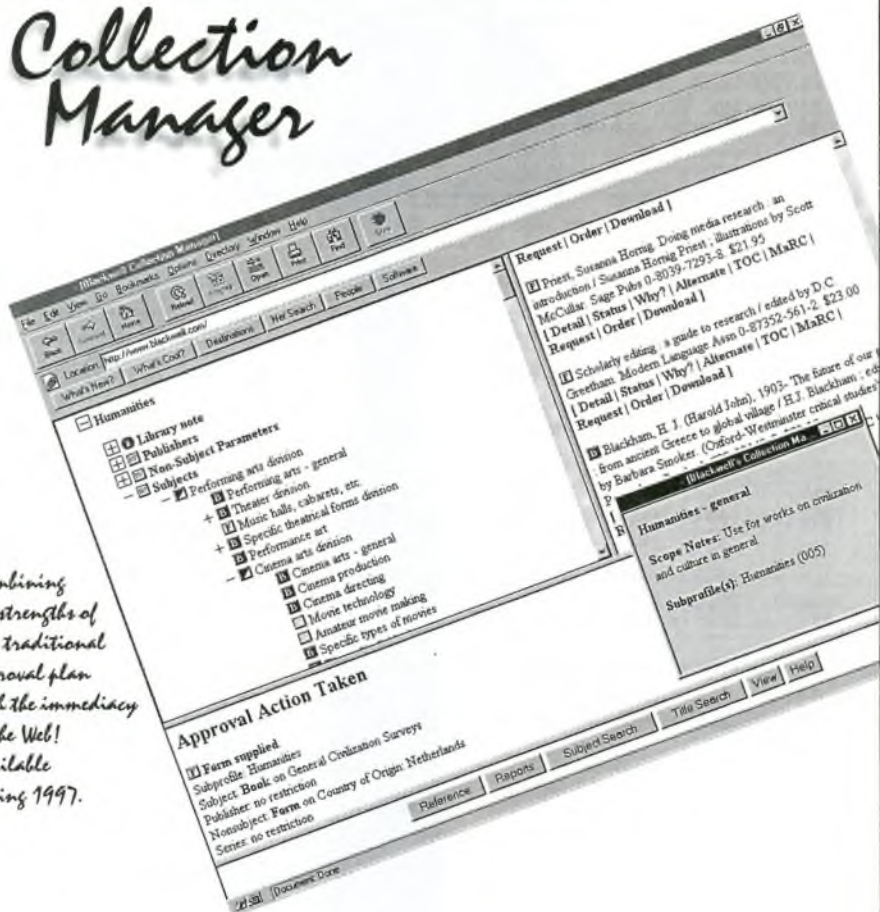 Collection
Manager
[Blackwell Collection Manager]
File Edit View Go Bookmarks Options Directory Window Help
Back Home Reload Open Print Find
Location: http://www.blackwell.com/
What's New? What's Cool? Destinations Net Search People Software
Humanities
Library note
Publishers
Non-Subject Parameters
Subjects
Performing arts division
B Performing arts - general
B Theater division
F Music halls, cabarets, etc.
B Specific theatrical forms division
B Performance art
Cinema arts division
B Cinema arts - general
B Cinema production
B Cinema directing
Movie technology
Amateur movie making
B Specific types of movies
Request | Order | Download ]
F Priest, Susanna Hornig. Doing media research : an
introduction / Susanna Hornig Priest ; illustrations by Scott
McCullar. Sage Pubs 0-8039-7293-8. $21.95
[ Detail | Status | Why? | Alternate | TOC | MaRC |
Request | Order | Download ]
F Scholarly editing : a guide to research / edited by D.C.
Greetham. Modern Language Assn 0-87352-561-2. $23.00
[ Detail | Status | Why? | Alternate | TOC | MaRC |
Request | Order | Download ]
B Blackham, H. J. (Harold John), 1903- The future of our
: from ancient Greece to global village / H.J. Blackham ; ed
by Barbara Smoker. (Oxford-Westminster critical studies
P
[
R
[Blackwell's Collection Ma...
Humanities - general
Scope Notes: Use for works on civilization
and culture in general
Subprofile(s): Humanities (005)
mbining
strengths of
traditional
roval plan
the immediacy
he Web!
ilable
ing 1997.
Approval Action Taken
F Form supplied.
Subprofile: Humanities
Subject: Book on General Civilization Surveys
Publisher: no restriction
Nonsubject: Form on Country of Origin: Netherlands
Series: no restriction
Reference Reports Subject Search Title Search View Help
Document: Done